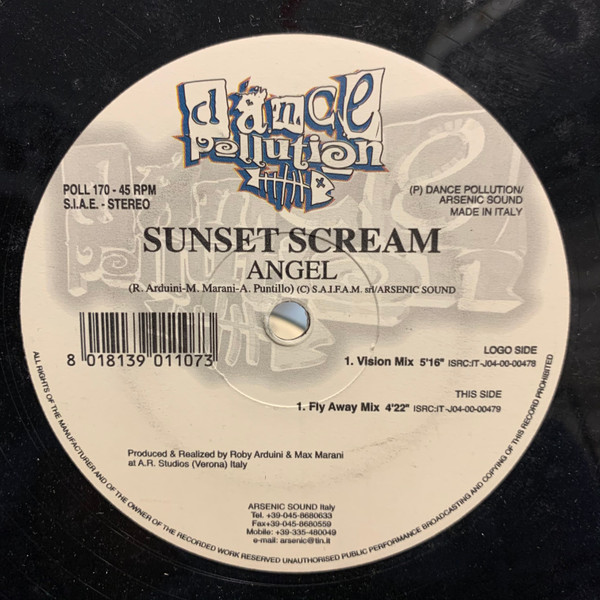 dance
pollution
POLL 170 - 45 RPM
S.I.A.E. - STEREO
(P) DANCE POLLUTION/
ARSENIC SOUND
MADE IN ITALY
SUNSET SCREAM
ANGEL
(R. Arduini-M. Marani-A. Puntillo) (C) S.A.I.F.A.M. srl/ARSENIC SOUND
8 018139 011073
LOGO SIDE
1. Vision Mix 5'16" ISRC:IT-J04-00-00478
THIS SIDE
1. Fly Away Mix 4'22" ISRC:IT-J04-00-00479
Produced & Realized by Roby Arduini & Max Marani
at A.R. Studios (Verona) Italy
ARSENIC SOUND Italy
Tel. +39-045-8680633
Fax+39-045-8680559
Mobile: +39-335-480049
e-mail: arsenic@tin.it
ALL RIGHTS OF THE MANUFACTURER AND OF THE OWNER OF THE RECORDED WORK RESERVED UNAUTHORISED PUBLIC PERFORMANCE BROADCASTING AND COPYING OF THIS RECORD PROHIBITED